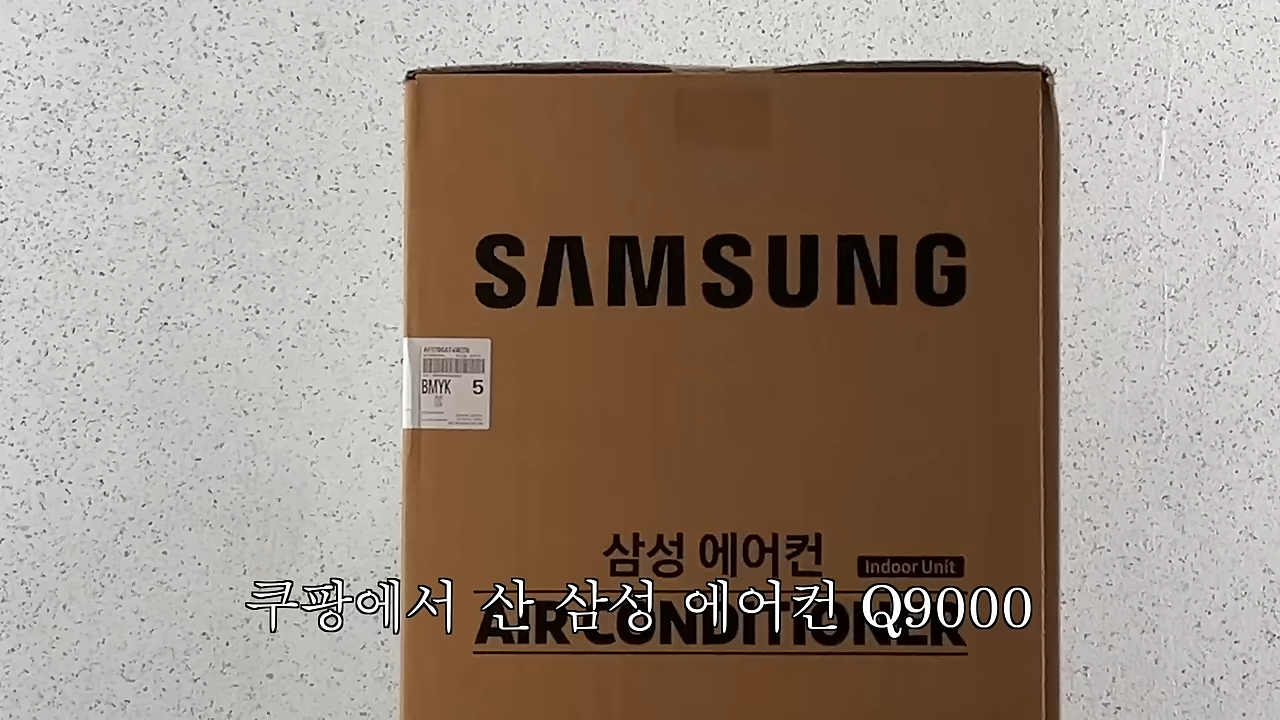 SAMSUNG
BMYK 5
삼성 에어컨 Indoor Unit
AIR CONDITIONER
쿠팡에서 산 삼성 에어컨 Q9000